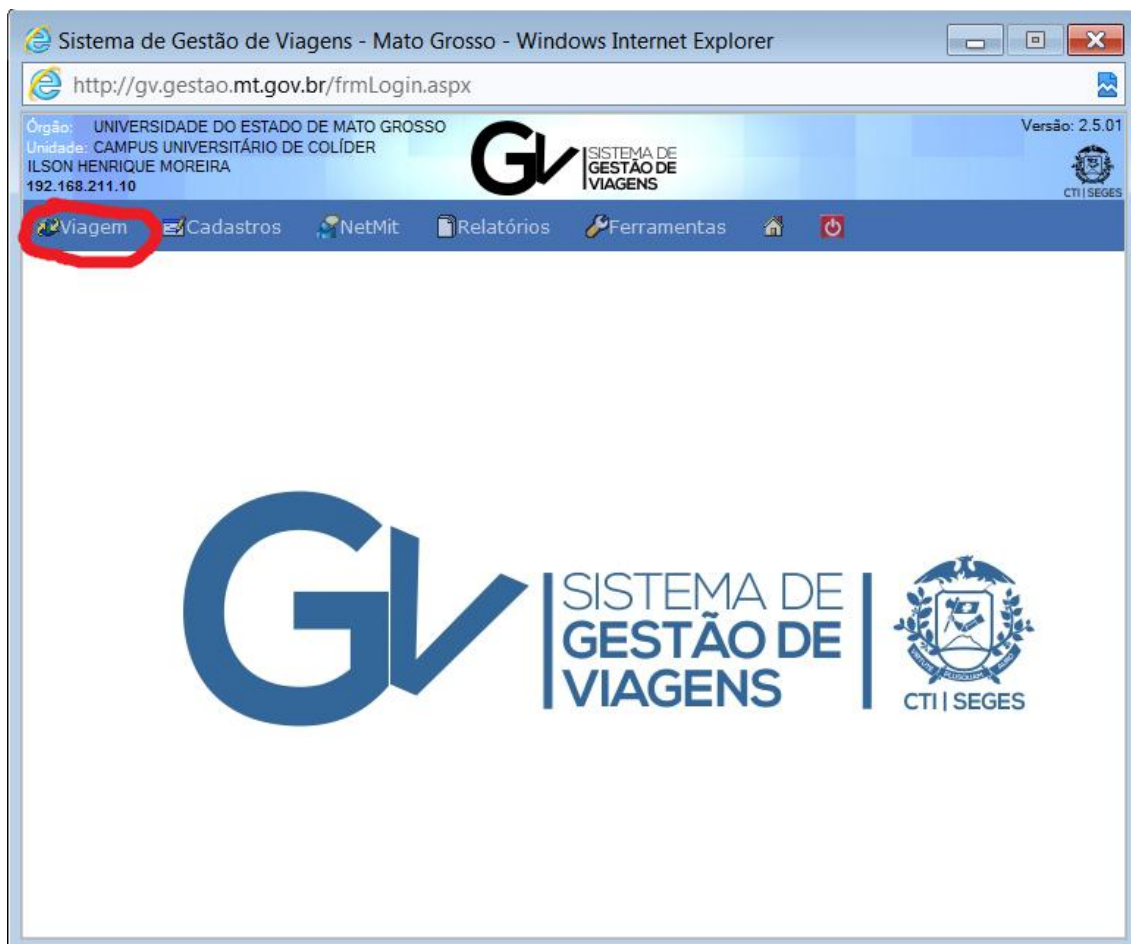 Sistema de Gestão de Viagens - Mato Grosso - Windows Internet Explorer
http://gv.gestao.mt.gov.br/frmLogin.aspx
Órgão: UNIVERSIDADE DO ESTADO DE MATO GROSSO
Unidade: CAMPUS UNIVERSITÁRIO DE COLÍDER
ILSON HENRIQUE MOREIRA
192.168.211.10
GV
SISTEMA DE
GESTÃO DE
VIAGENS
Versão: 2.5.01
CTI | SEGES
Viagem Cadastros NetMit Relatórios Ferramentas
GV
SISTEMA DE
GESTÃO DE
VIAGENS
VIRTUTE PLUSQUAM AURO
CTI | SEGES